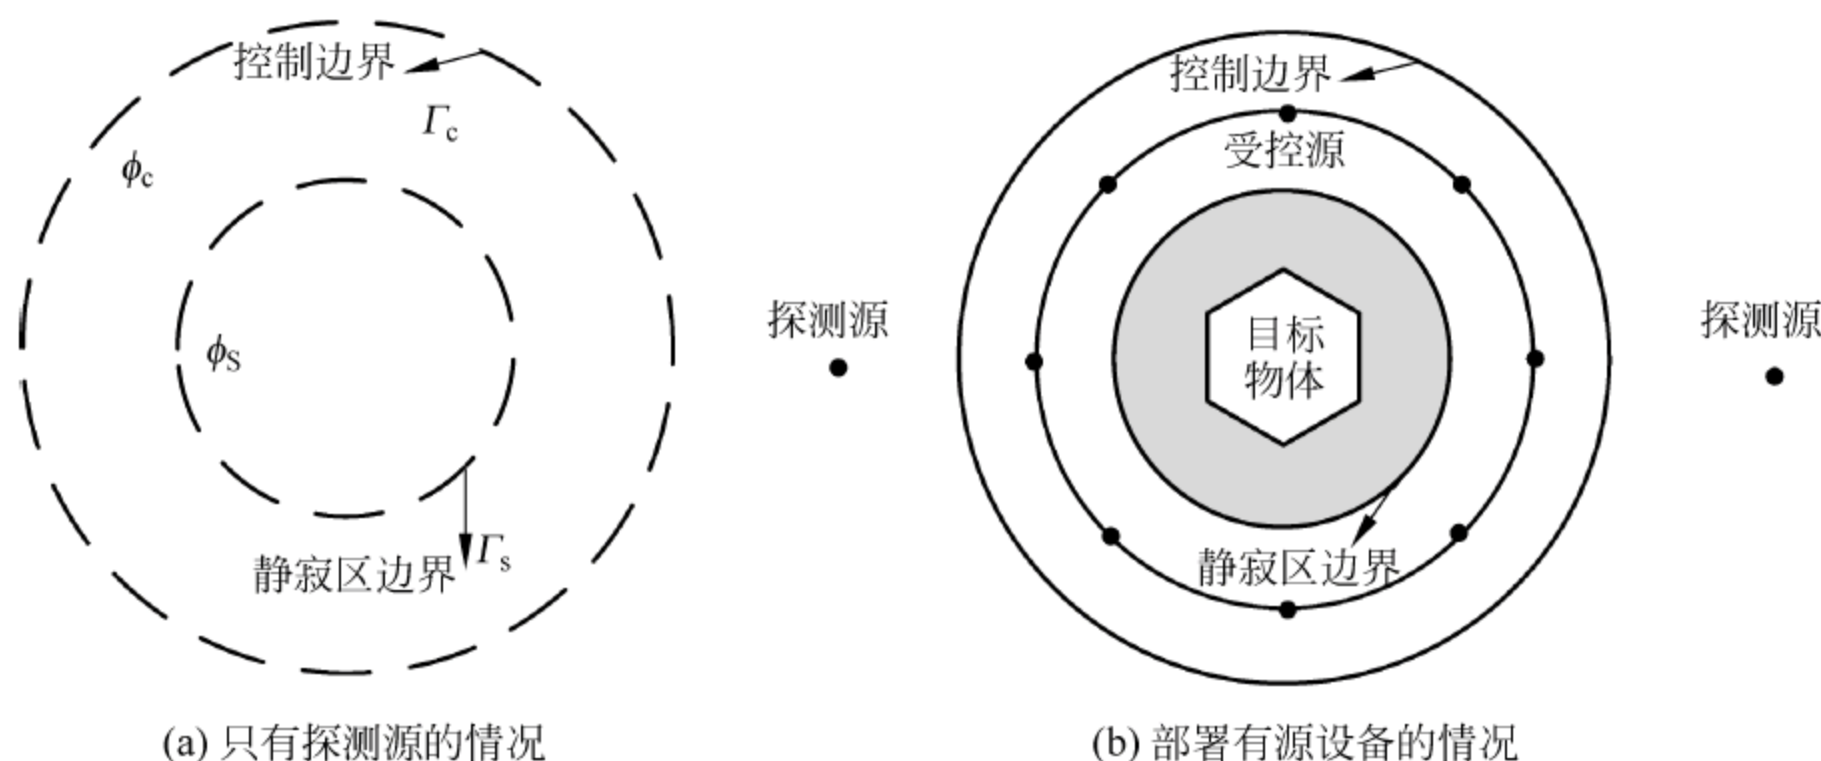 控制边界
Γc
ϕc
ϕS
静寂区边界
Γs
探测源
(a) 只有探测源的情况
控制边界
受控源
目标
物体
静寂区边界
探测源
(b) 部署有源设备的情况